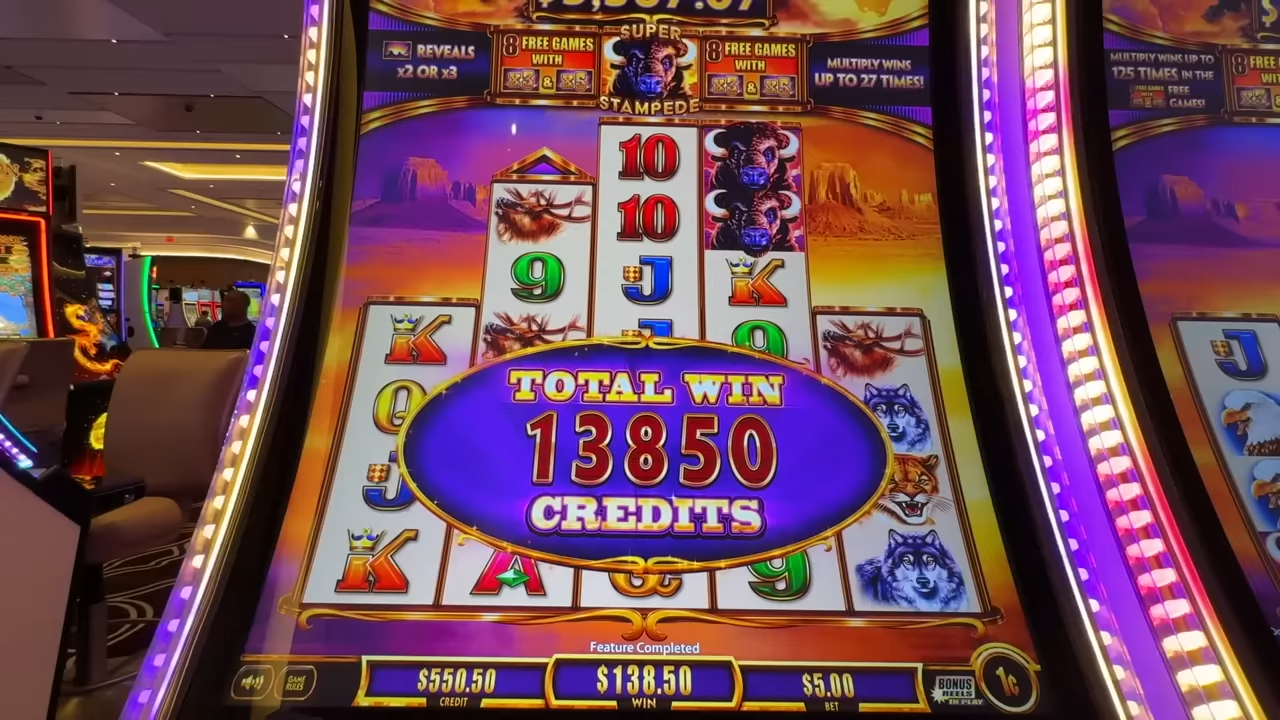 SUPER
STAMPEDE
REVEALS
x2 OR x3
8 FREE GAMES
WITH
X3 & X5
8 FREE GAMES
WITH
X3 & X5
MULTIPLY WINS
UP TO 27 TIMES!
MULTIPLY WINS UP TO
125 TIMES IN THE
FREE
GAMES!
8 FREE
WITH
10
10
J
9
K
9
K
Q
J
K
A
9
J
TOTAL WIN
13850
CREDITS
Feature Completed
GAME
RULES
$550.50
CREDIT
$138.50
WIN
$5.00
BET
BONUS
REELS
IN PLAY
1¢